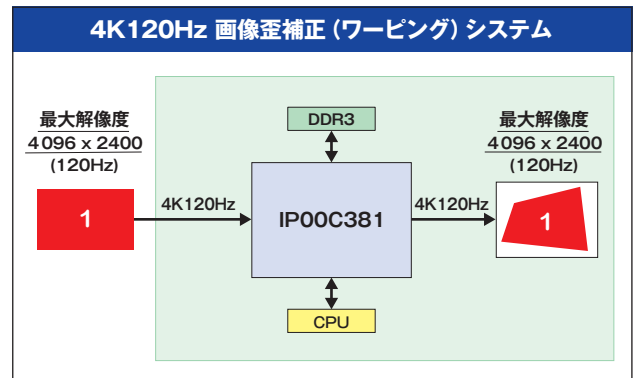 4K120Hz 画像歪補正（ワーピング）システム
最大解像度
4096 x 2400
(120Hz)
1
4K120Hz
DDR3
IP00C381
CPU
4K120Hz
最大解像度
4096 x 2400
(120Hz)
1